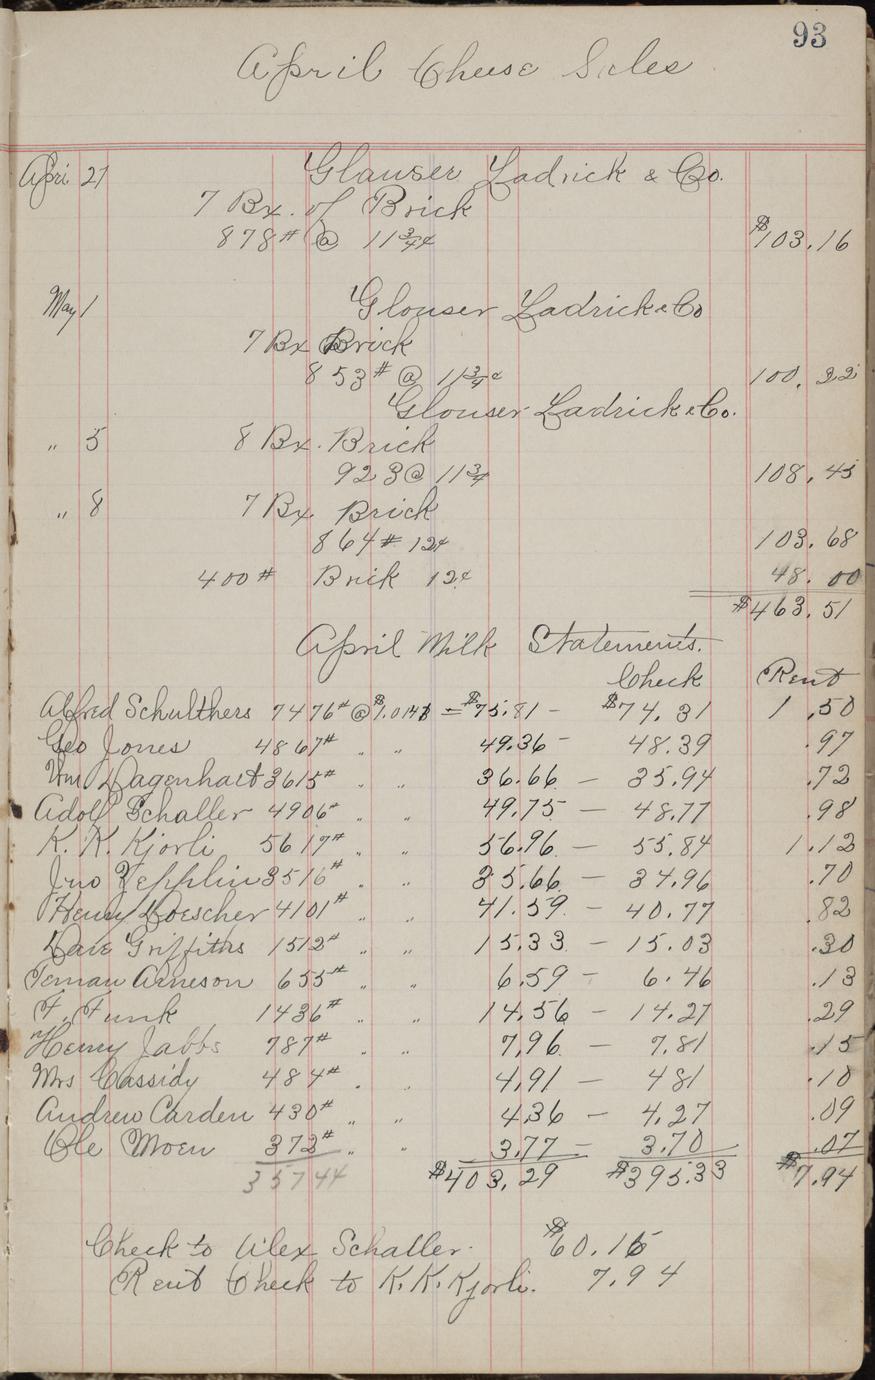 93
April Cheese Sales
Apri 27 Glauser Ladrick & Co.
7 Bx. of Brick
878# @ 11¾¢ $103.16
May 1 Glouser Ladrick & Co
7 Bx Brick
853# @ 11¾¢ 100.22
Glouser Ladrick & Co.
" 5 8 Bx. Brick
923 @ 11¾ 108.45
" 8 7 Bx. Brick
864# 12¢ 103.68
400# Brik 12¢ 48.00
$463.51
April Milk Statements.
Check Rent
Alfred Schulthers 7476# @ $1.0148 = $75.81 - $74.31 1.50
Geo Jones 4867# " " 49.36 - 48.39 .97
Wm Dagenhart 3615# " " 36.66 - 35.94 .72
Adolf Schaller 4906# " " 49.75 - 48.77 .98
K. K. Kjorli 5617# " " 56.96 - 55.84 1.12
Jno Zephlin 3516# " " 35.66 - 34.96 .70
Henry Loescher 4101# " " 41.59 - 40.77 .82
Dave Griffiths 1512# " " 15.33 - 15.03 .30
Teman Arneson 655# " " 6.59 - 6.46 .13
F. Funk 1436# " " 14.56 - 14.27 .29
Henry Jabbs 787# " " 7.96 - 7.81 .15
Mrs Cassidy 484# " " 4.91 - 481 .10
Andrew Carden 430# " " 4.36 - 4.27 .09
Ole Moen 372# " " 3.77 - 3.70 .07
35744 $403.29 $395.33 $7.94
Check to Alex Schaller. $60.15
Rent Check to K. K. Kjorli. 7.94